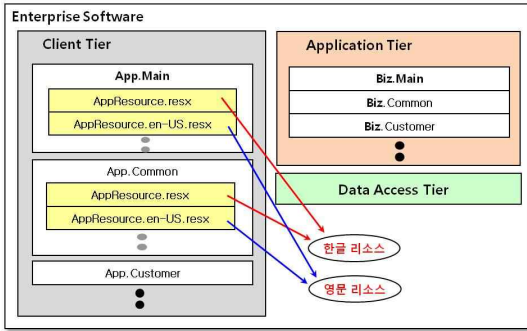 Enterprise Software
Client Tier
App.Main
AppResource.resx
AppResource.en-US.resx
App.Common
AppResource.resx
AppResource.en-US.resx
App.Customer
Application Tier
Biz.Main
Biz.Common
Biz.Customer
Data Access Tier
한글 리소스
영문 리소스